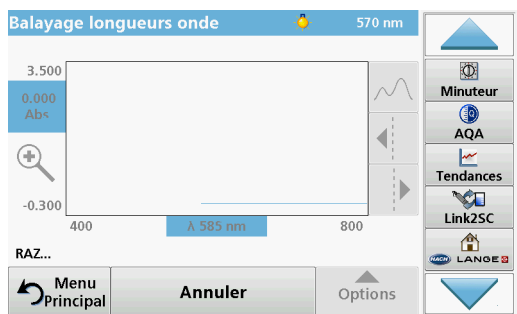 Balayage longueurs onde
570 nm
3.500
0.000
Abs
-0.300
400
λ 585 nm
800
RAZ...
Menu
Principal
Annuler
Options
Minuteur
AQA
Tendances
Link2SC
HACH LANGE